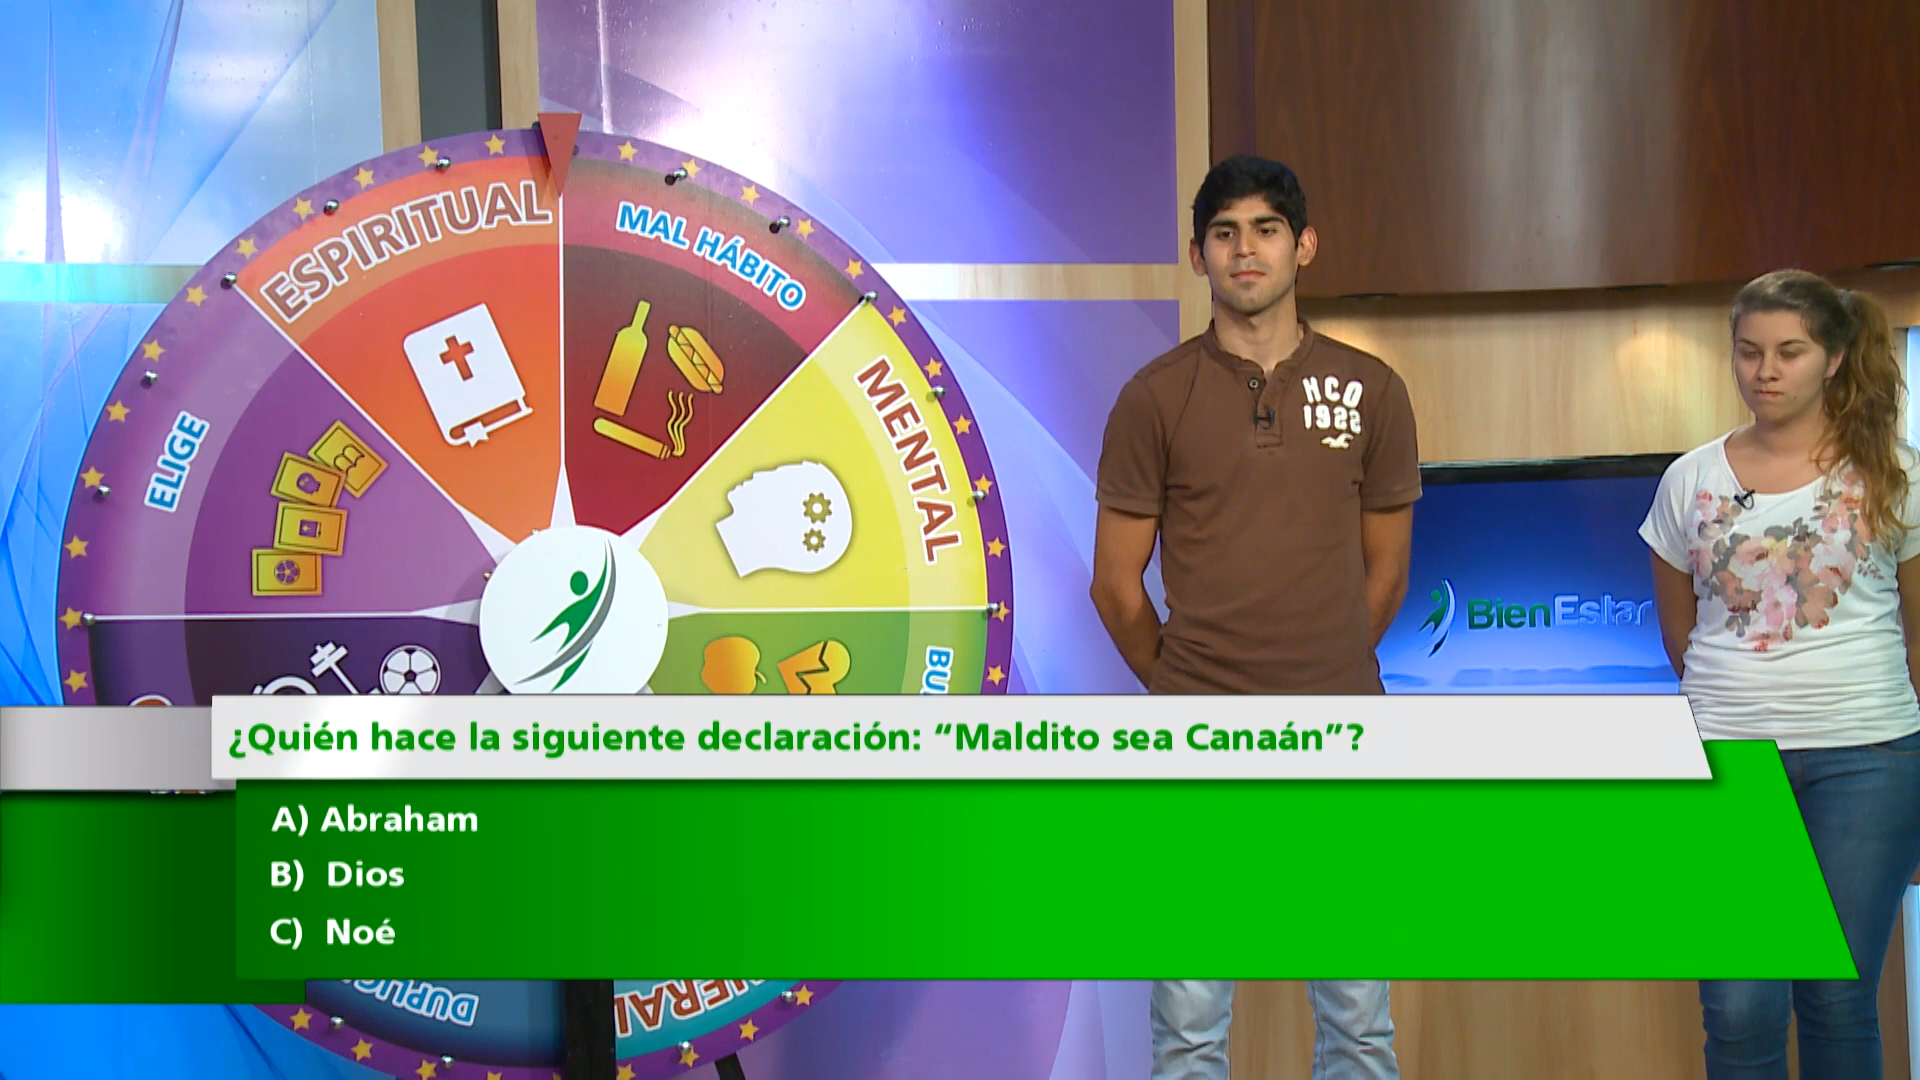 ESPIRITUAL
MAL HÁBITO
MENTAL
ELIGE
HCO
1922
BienEstar
¿Quién hace la siguiente declaración: “Maldito sea Canaán”?
A) Abraham
B) Dios
C) Noé